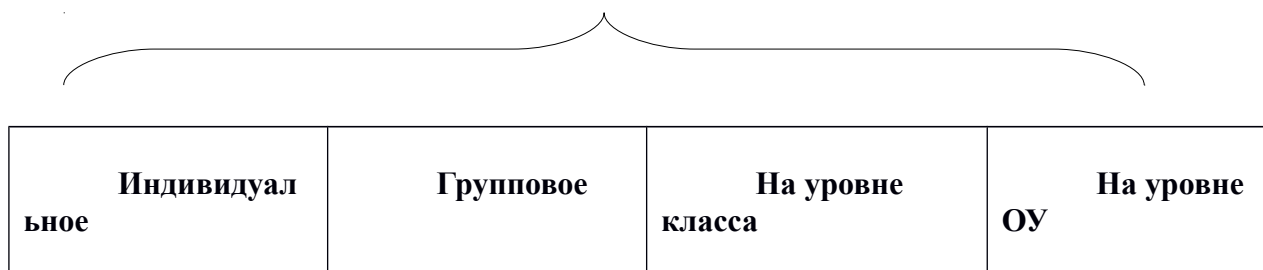 Индивидуал
ьное
Групповое
На уровне
класса
На уровне
ОУ